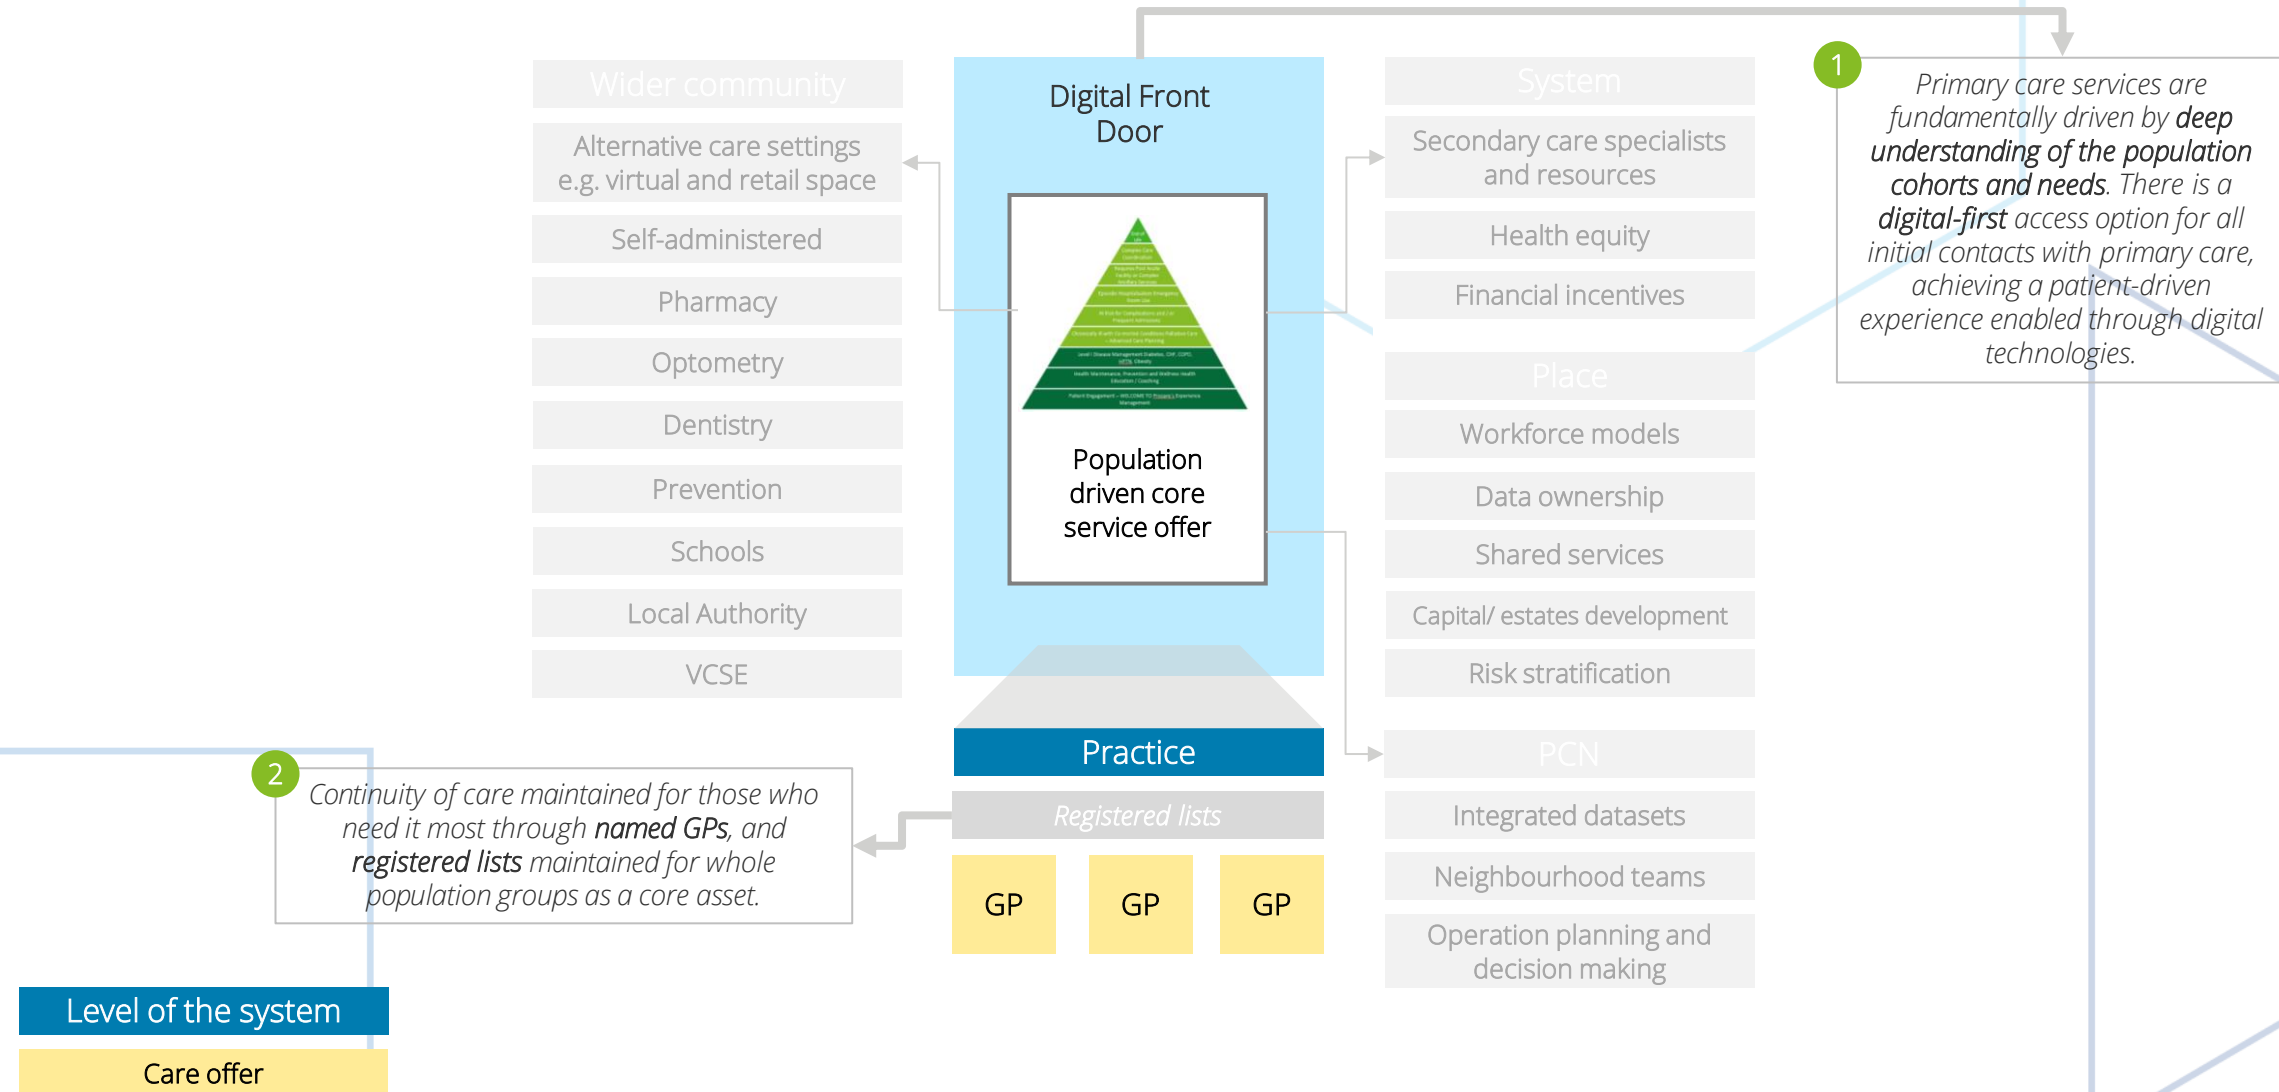 Wider community
Alternative care settings
e.g. virtual and retail space
Self-administered
Pharmacy
Optometry
Dentistry
Prevention
Schools
Local Authority
VCSE
Digital Front
Door
End of
Life
Complex Care
Coordination
Population
driven core
service offer
Practice
Registered lists
GP
GP
GP
System
Secondary care specialists
and resources
Health equity
Financial incentives
Place
Workforce models
Data ownership
Shared services
Capital/ estates development
Risk stratification
PCN
Integrated datasets
Neighbourhood teams
Operation planning and
decision making
1
Primary care services are
fundamentally driven by deep
understanding of the population
cohorts and needs. There is a
digital-first access option for all
initial contacts with primary care,
achieving a patient-driven
experience enabled through digital
technologies.
2
Continuity of care maintained for those who
need it most through named GPs, and
registered lists maintained for whole
population groups as a core asset.
Level of the system
Care offer